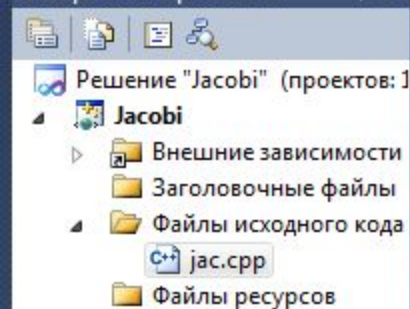 Решение "Jacobi" (проектов: 1
Jacobi
Внешние зависимости
Заголовочные файлы
Файлы исходного кода
jac.cpp
Файлы ресурсов